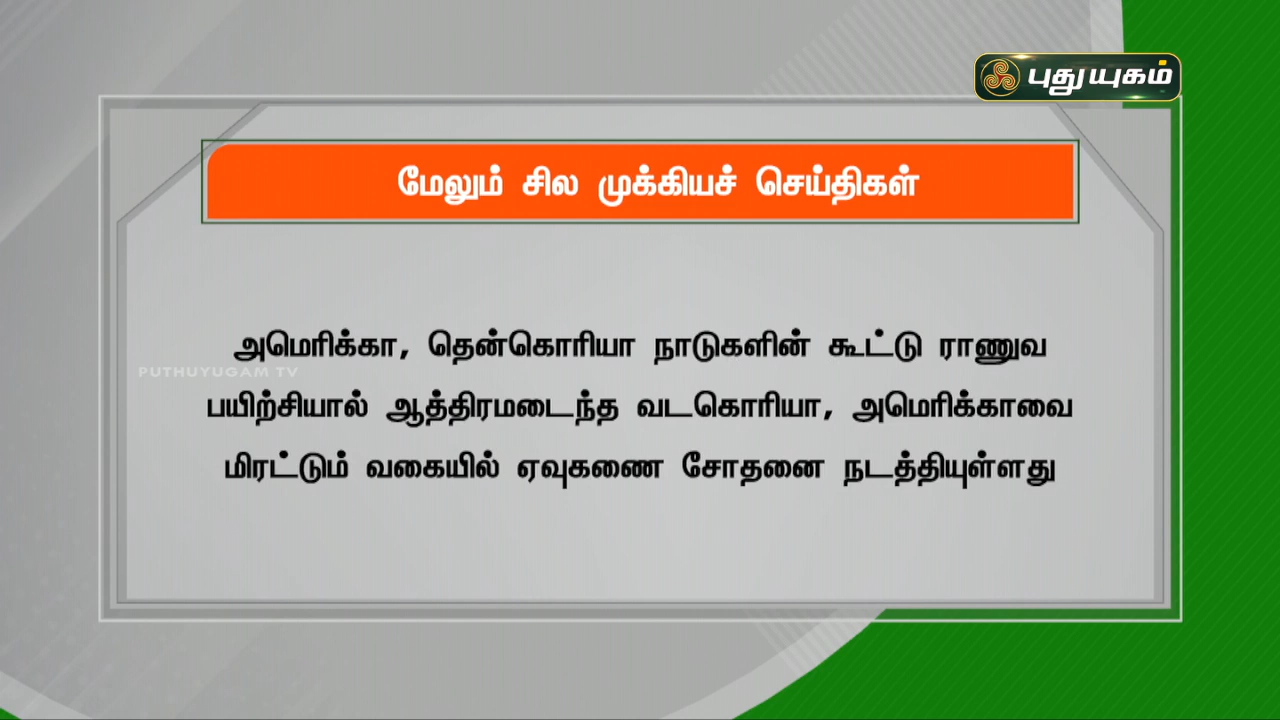 புதுயுகம்
மேலும் சில முக்கியச் செய்திகள்
அமெரிக்கா, தென்கொரியா நாடுகளின் கூட்டு ராணுவ
PUTHUYUGAM TV
பயிற்சியால் ஆத்திரமடைந்த வடகொரியா, அமெரிக்காவை
மிரட்டும் வகையில் ஏவுகணை சோதனை நடத்தியுள்ளது